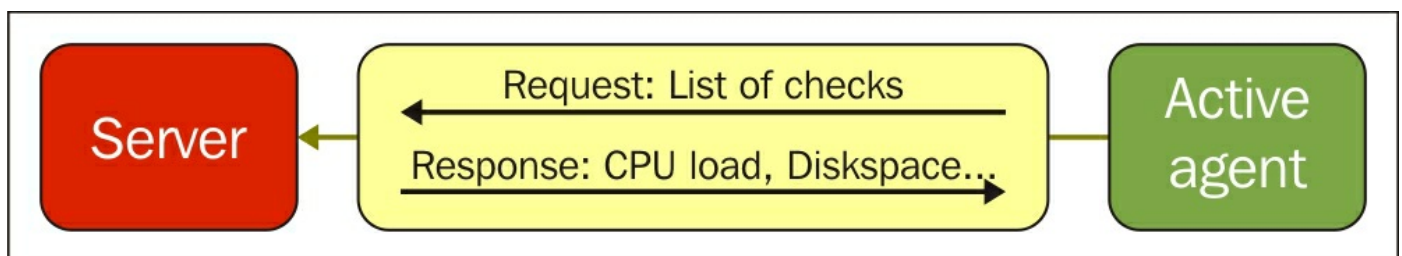 Server
Request: List of checks
Response: CPU load, Diskspace...
Active
agent